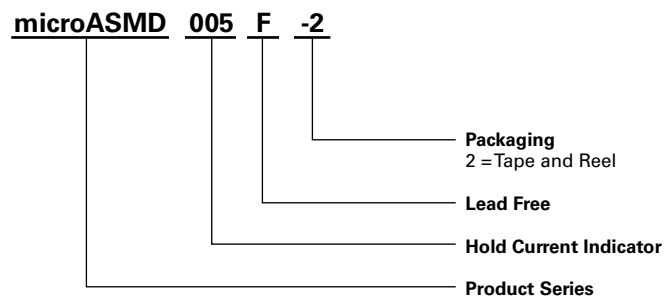 microASMD 005 F -2
Packaging
2 = Tape and Reel
Lead Free
Hold Current Indicator
Product Series